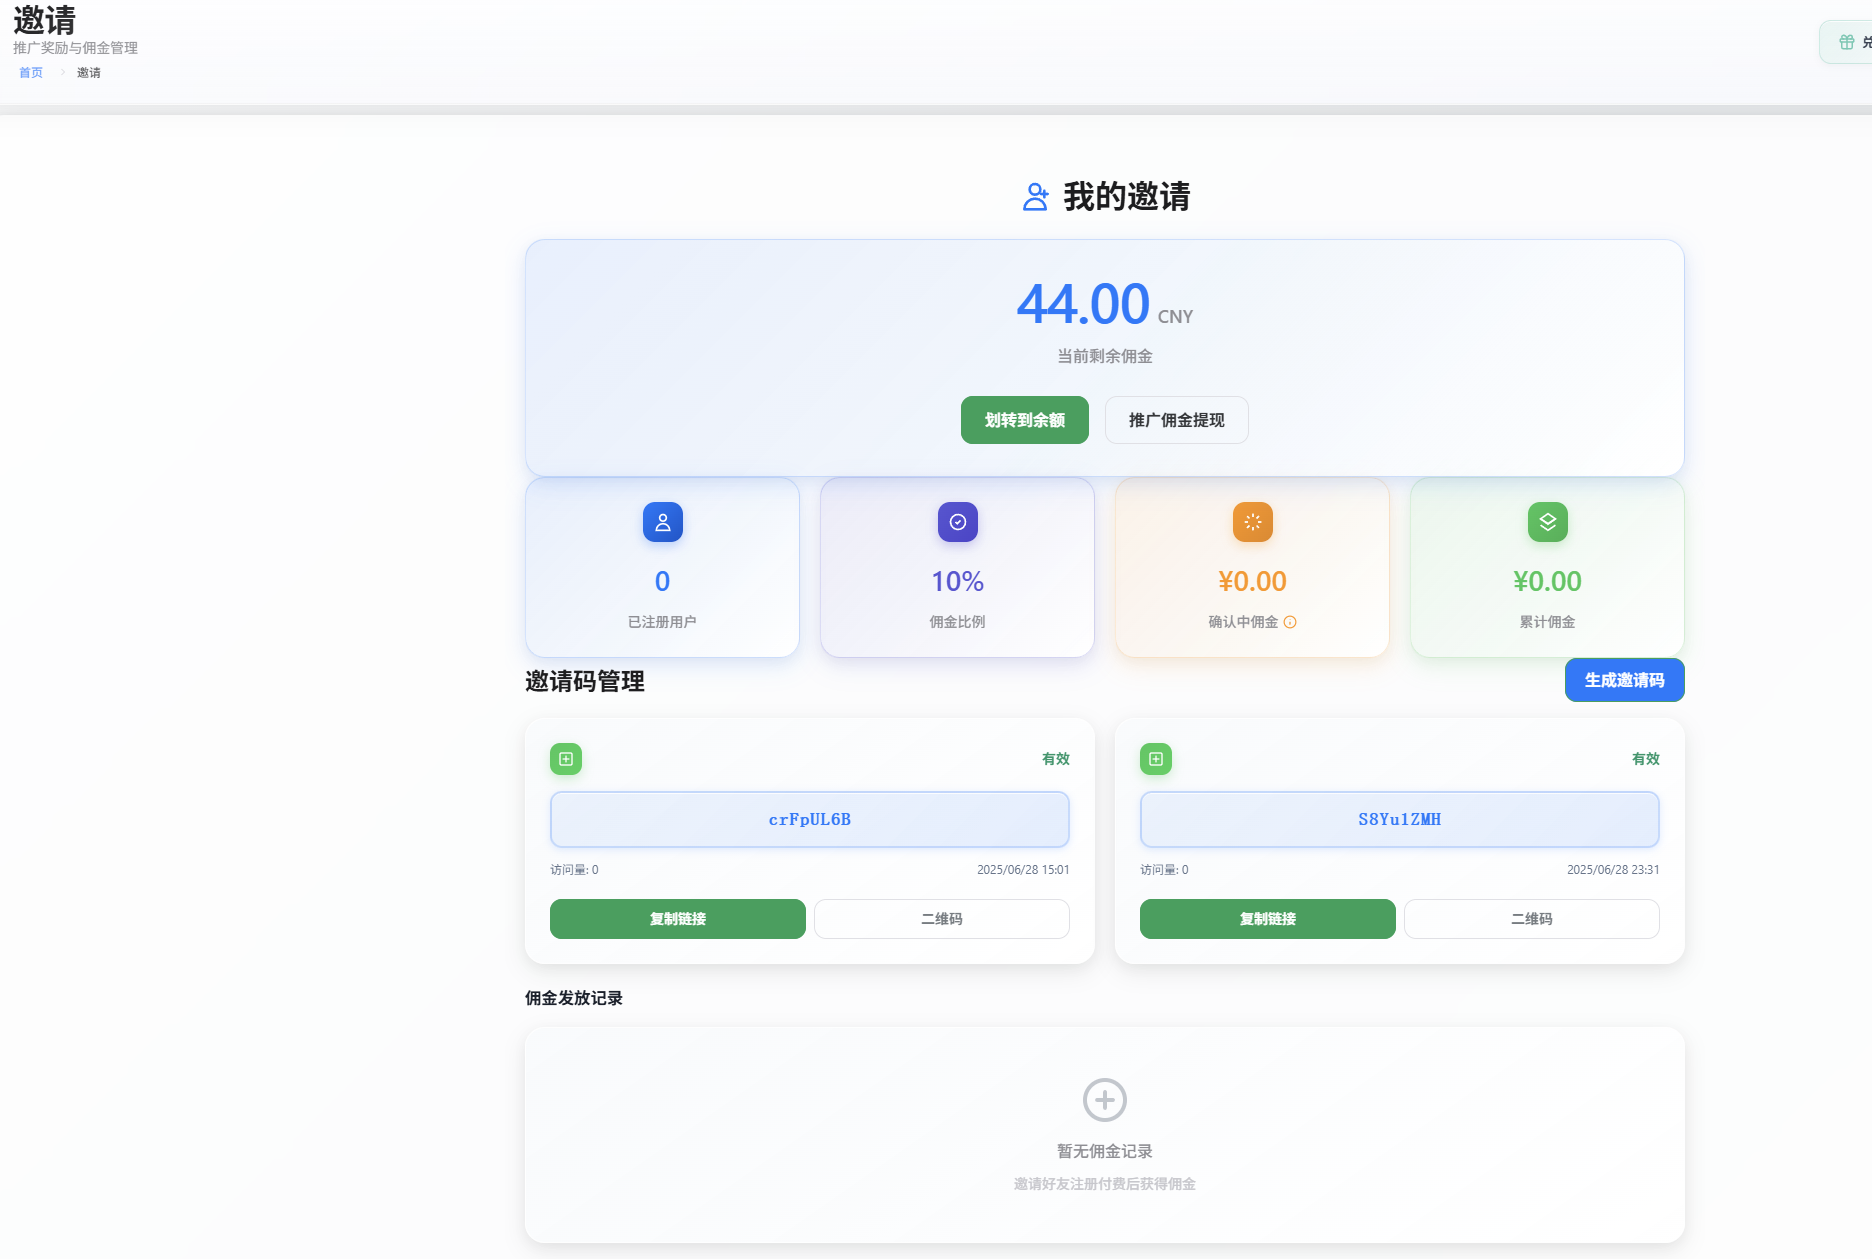 邀请
推广奖励与佣金管理
首页 > 邀请
我的邀请
44.00 CNY
当前剩余佣金
划转到余额 推广佣金提现
0 10% ¥0.00 ¥0.00
已注册用户 佣金比例 确认中佣金 累计佣金
邀请码管理 生成邀请码
有效 有效
crFpUL6B S8Yu1ZMH
访问量: 0 2025/06/28 15:01 访问量: 0 2025/06/28 23:31
复制链接 二维码 复制链接 二维码
佣金发放记录
暂无佣金记录
邀请好友注册付费后获得佣金